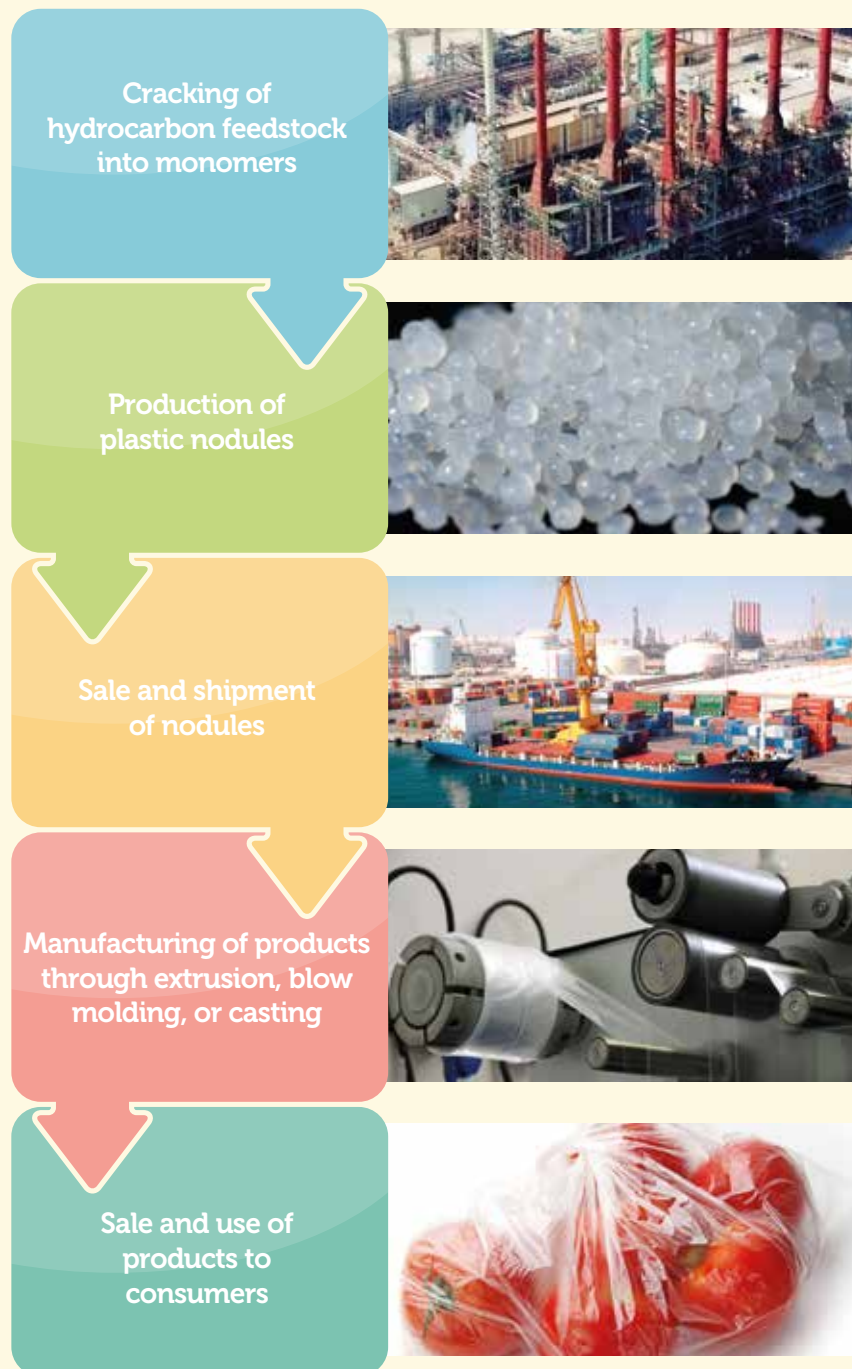 Cracking of
hydrocarbon feedstock
into monomers
Production of
plastic nodules
Sale and shipment
of nodules
Manufacturing of products
through extrusion, blow
molding, or casting
Sale and use of
products to
consumers